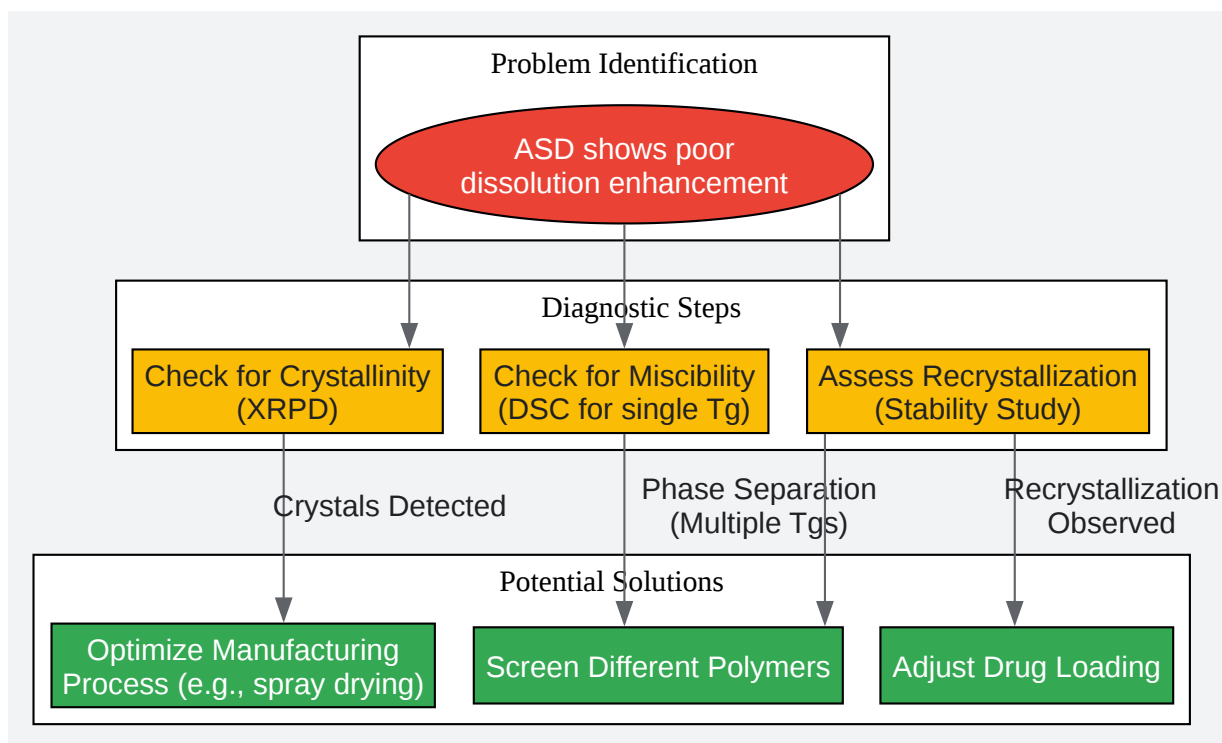 Problem Identification
ASD shows poor
dissolution enhancement
Diagnostic Steps
Check for Crystallinity
(XRPD)
Check for Miscibility
(DSC for single Tg)
Assess Recrystallization
(Stability Study)
Crystals Detected
Phase Separation
(Multiple Tgs)
Recrystallization
Observed
Potential Solutions
Optimize Manufacturing
Process (e.g., spray drying)
Screen Different Polymers
Adjust Drug Loading